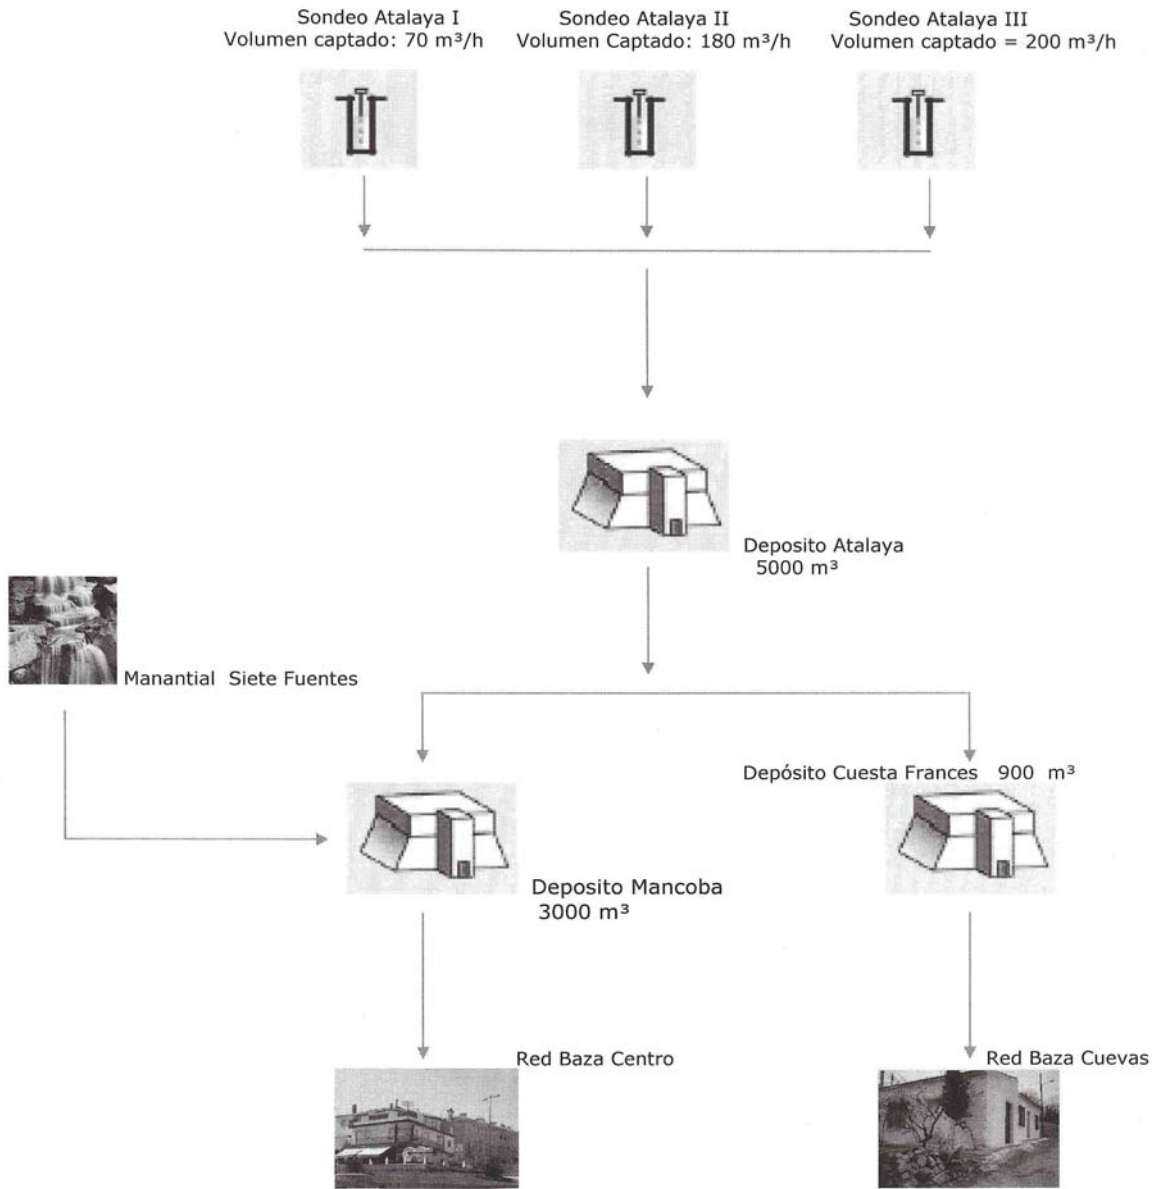 Sondeo Atalaya I
Volumen captado: 70 m³/h
Sondeo Atalaya II
Volumen Captado: 180 m³/h
Sondeo Atalaya III
Volumen captado = 200 m³/h
Deposito Atalaya
5000 m³
Manantial Siete Fuentes
Depósito Cuesta Frances 900 m³
Deposito Mancoba
3000 m³
Red Baza Centro
Red Baza Cuevas